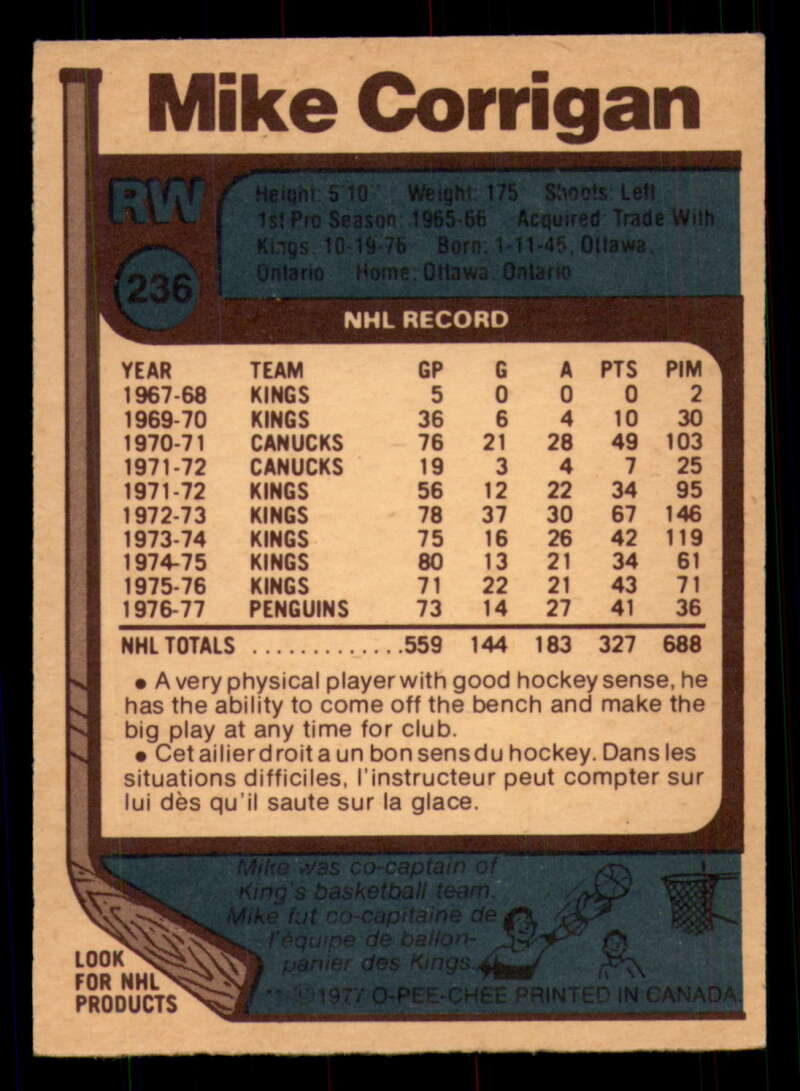 Mike Corrigan
RW
236
Height: 5'10" Weight: 175 Shoots: Left
1st Pro Season: 1965-66 Acquired: Trade With
Kings, 10-19-76 Born: 1-11-45, Ottawa,
Ontario Home: Ottawa, Ontario
NHL RECORD
YEAR TEAM GP G A PTS PIM
1967-68 KINGS 5 0 0 0 2
1969-70 KINGS 36 6 4 10 30
1970-71 CANUCKS 76 21 28 49 103
1971-72 CANUCKS 19 3 4 7 25
1971-72 KINGS 56 12 22 34 95
1972-73 KINGS 78 37 30 67 146
1973-74 KINGS 75 16 26 42 119
1974-75 KINGS 80 13 21 34 61
1975-76 KINGS 71 22 21 43 71
1976-77 PENGUINS 73 14 27 41 36
NHL TOTALS .............559 144 183 327 688
• A very physical player with good hockey sense, he
has the ability to come off the bench and make the
big play at any time for club.
• Cet ailier droit a un bon sens du hockey. Dans les
situations difficiles, l'instructeur peut compter sur
lui dès qu'il saute sur la glace.
Mike was co-captain of
King's basketball team.
Mike fut co-capitaine de
l'équipe de ballon-
panier des Kings.
LOOK
FOR NHL
PRODUCTS
** ©1977 O-PEE-CHEE PRINTED IN CANADA.